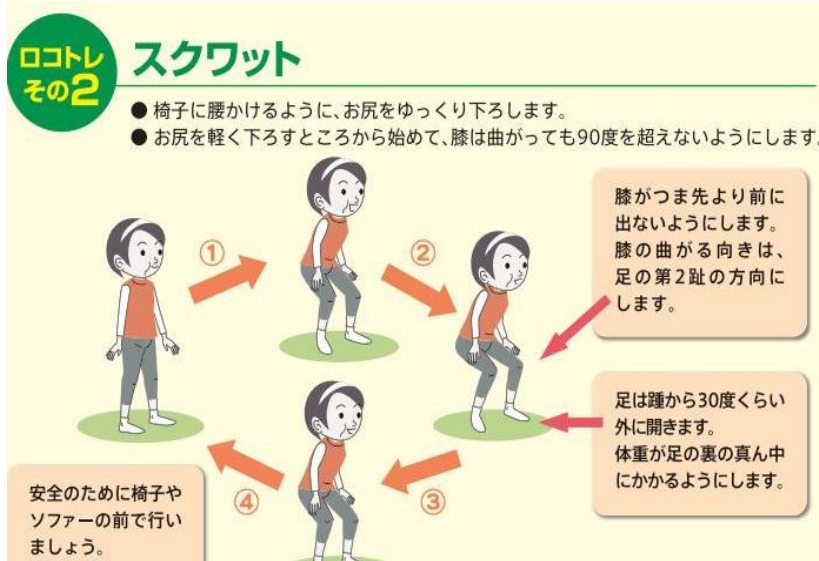 ロコトレ
その2
スクワット
● 椅子に腰かけるように、お尻をゆっくり下ろします。
● お尻を軽く下ろすところから始めて、膝は曲がっても90度を超えないようにします。
①
②
膝がつま先より前に
出ないようにします。
膝の曲がる向きは、
足の第2趾の方向に
します。
足は踵から30度くらい
外に開きます。
体重が足の裏の真ん中
にかかるようにします。
③
④
安全のために椅子や
ソファーの前で行い
ましょう。